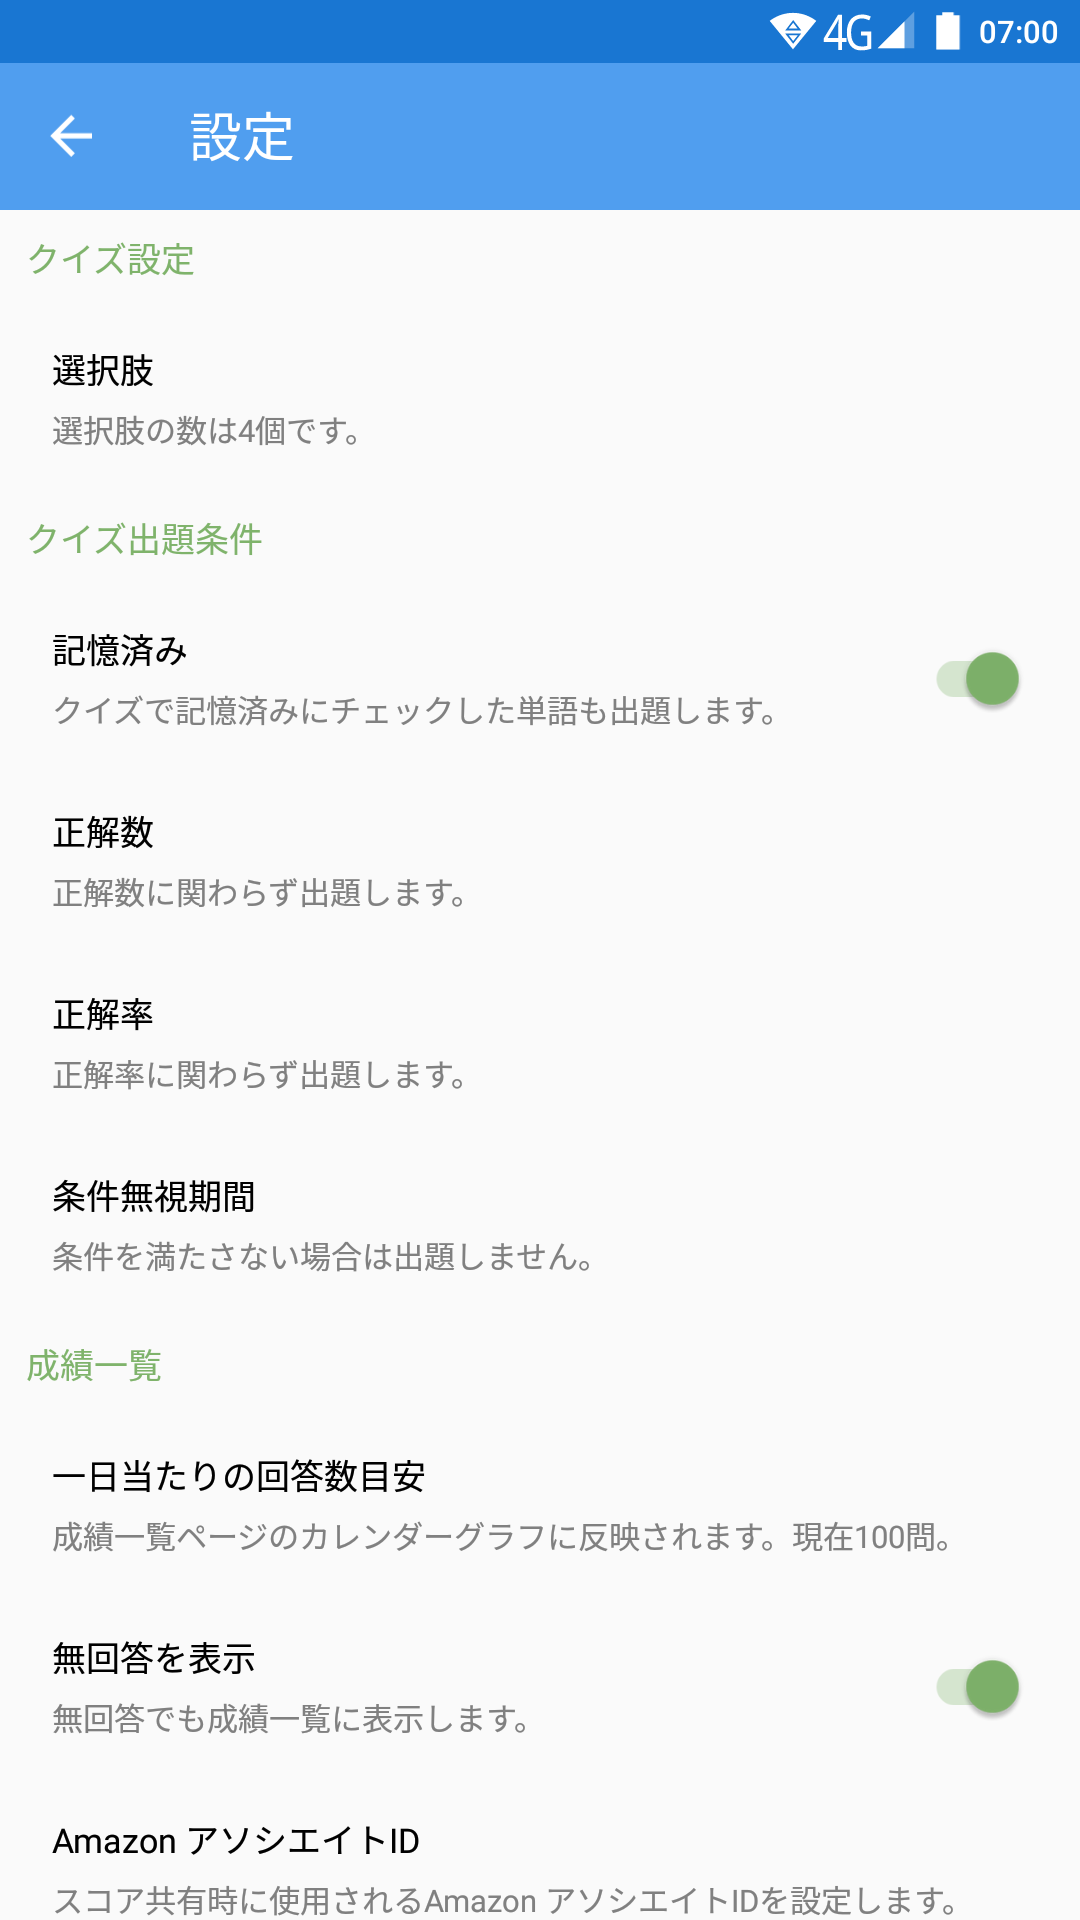 4G 07:00
設定
クイズ設定
選択肢
選択肢の数は4個です。
クイズ出題条件
記憶済み
クイズで記憶済みにチェックした単語も出題します。
正解数
正解数に関わらず出題します。
正解率
正解率に関わらず出題します。
条件無視期間
条件を満たさない場合は出題しません。
成績一覧
一日当たりの回答数目安
成績一覧ページのカレンダーグラフに反映されます。現在100問。
無回答を表示
無回答でも成績一覧に表示します。
Amazon アソシエイトID
スコア共有時に使用されるAmazon アソシエイトIDを設定します。